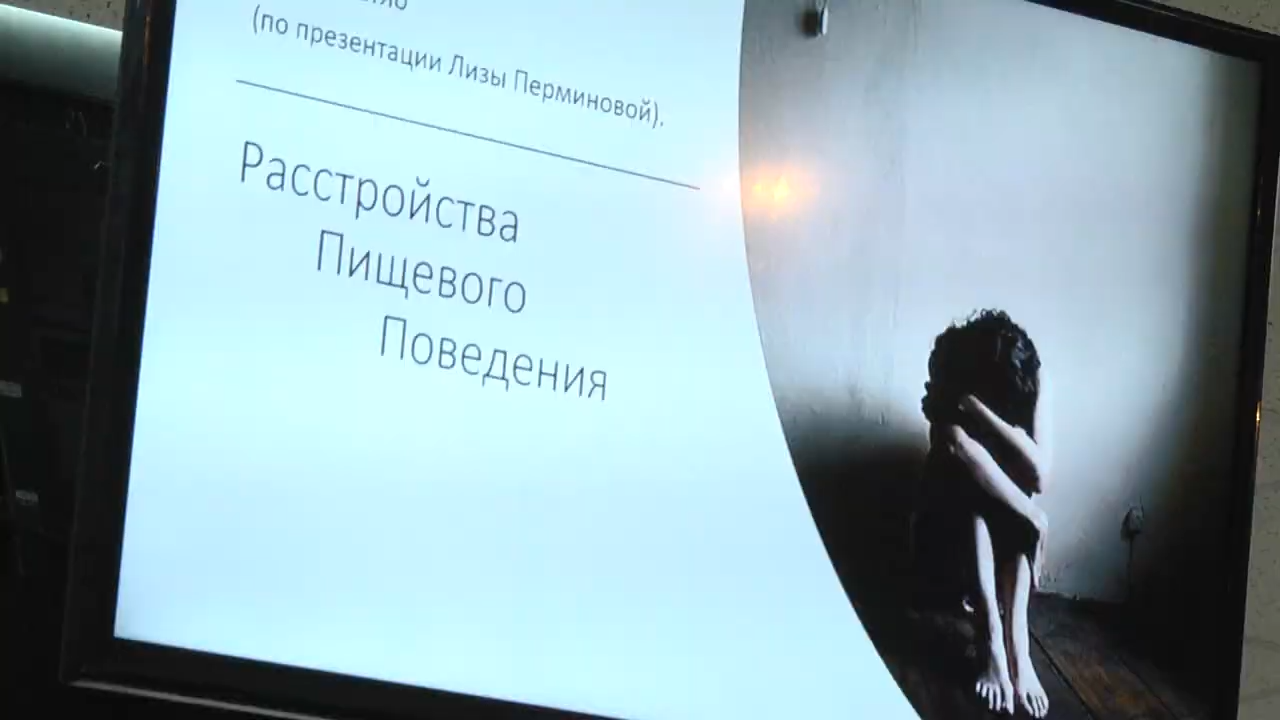 (по презентации Лизы Перминовой).
Расстройства
Пищевого
Поведения